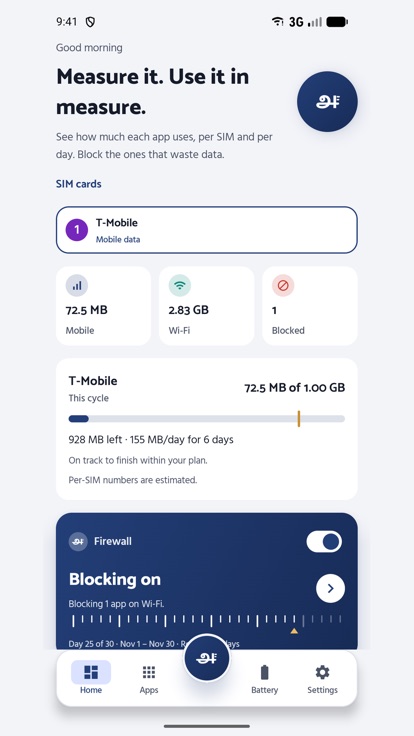 9:41
3G
Good morning
Measure it. Use it in
measure.
அ
See how much each app uses, per SIM and per
day. Block the ones that waste data.
SIM cards
1
T-Mobile
Mobile data
72.5 MB
Mobile
2.83 GB
Wi-Fi
1
Blocked
T-Mobile
This cycle
72.5 MB of 1.00 GB
928 MB left · 155 MB/day for 6 days
On track to finish within your plan.
Per-SIM numbers are estimated.
Firewall
Blocking on
Blocking 1 app on Wi-Fi.
Day 25 of 30 · Nov 1 – Nov 30 ·
Home
Apps
Battery
Settings